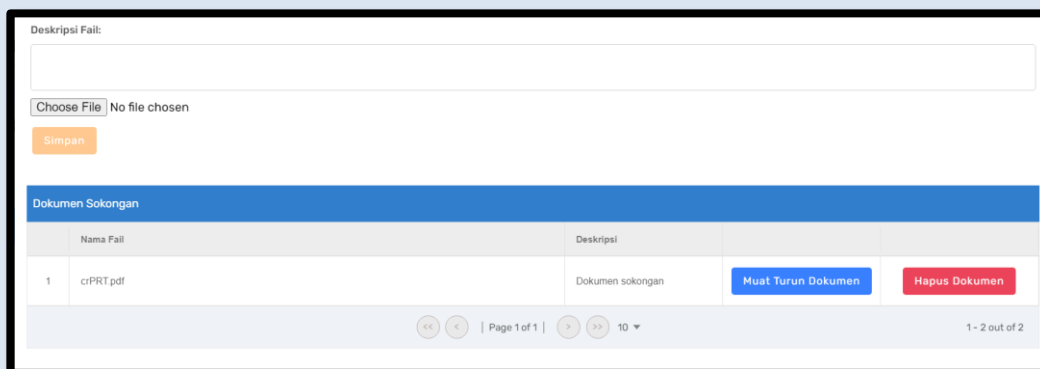 Deskripsi Fail:
Choose File No file chosen
Simpan
Dokumen Sokongan
Nama Fail Deskripsi
1 crPRT.pdf Dokumen sokongan Muat Turun Dokumen Hapus Dokumen
<< < | Page 1 of 1 | > >> 10 1 - 2 out of 2